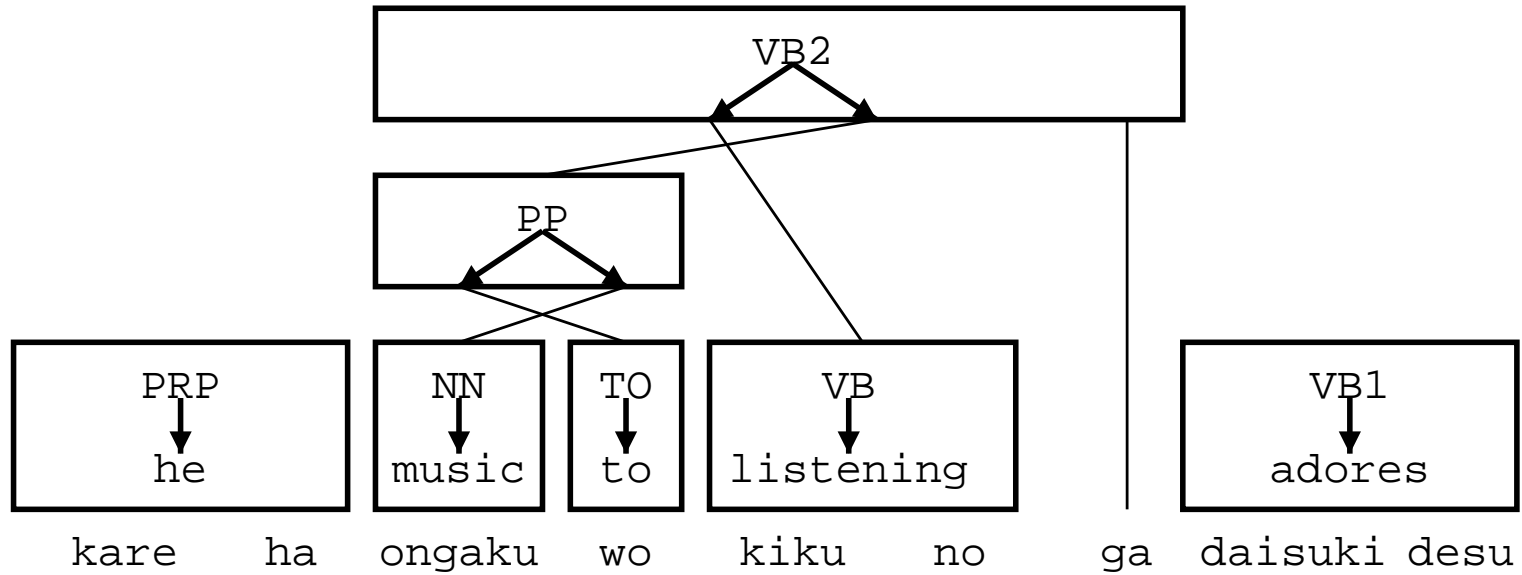 VB2
PP
PRP NN TO VB VB1
he music to listening adores
kare ha ongaku wo kiku no ga daisuki desu